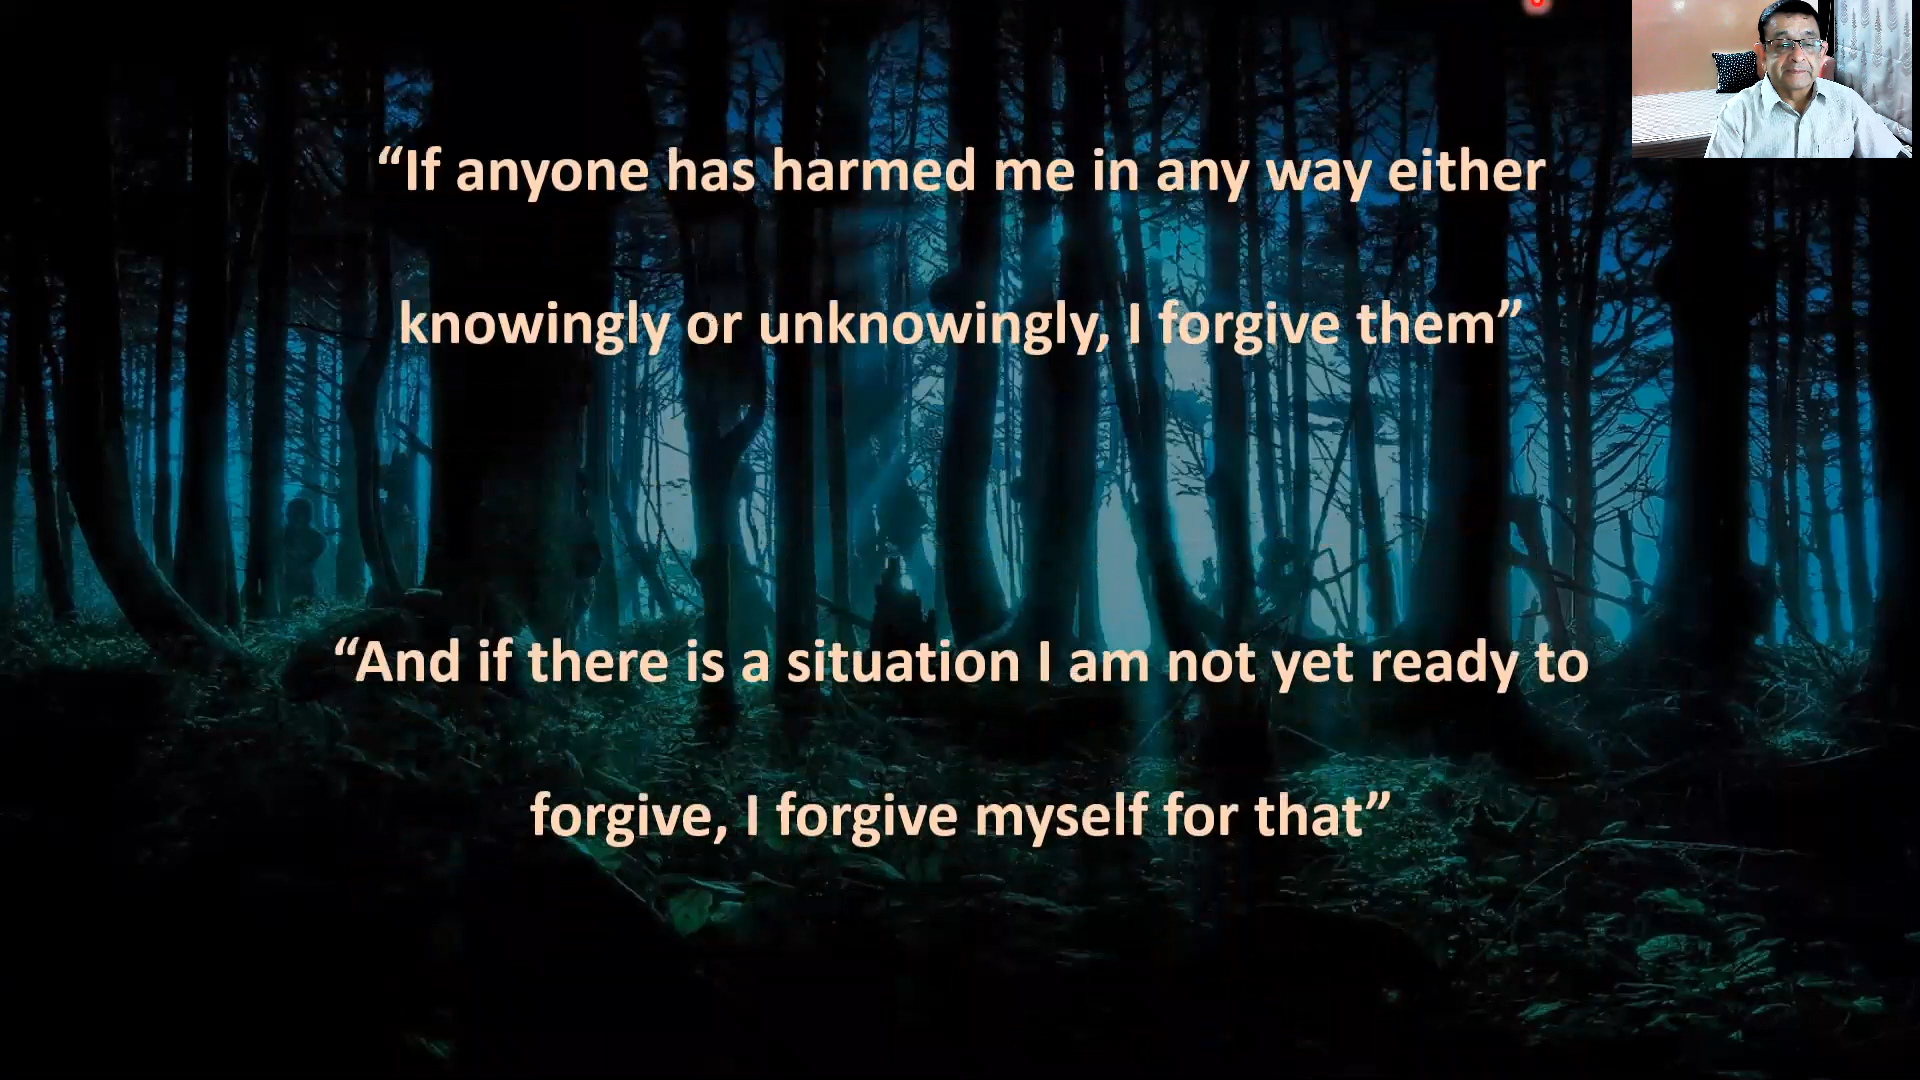 “If anyone has harmed me in any way either
knowingly or unknowingly, I forgive them”
“And if there is a situation I am not yet ready to
forgive, I forgive myself for that”